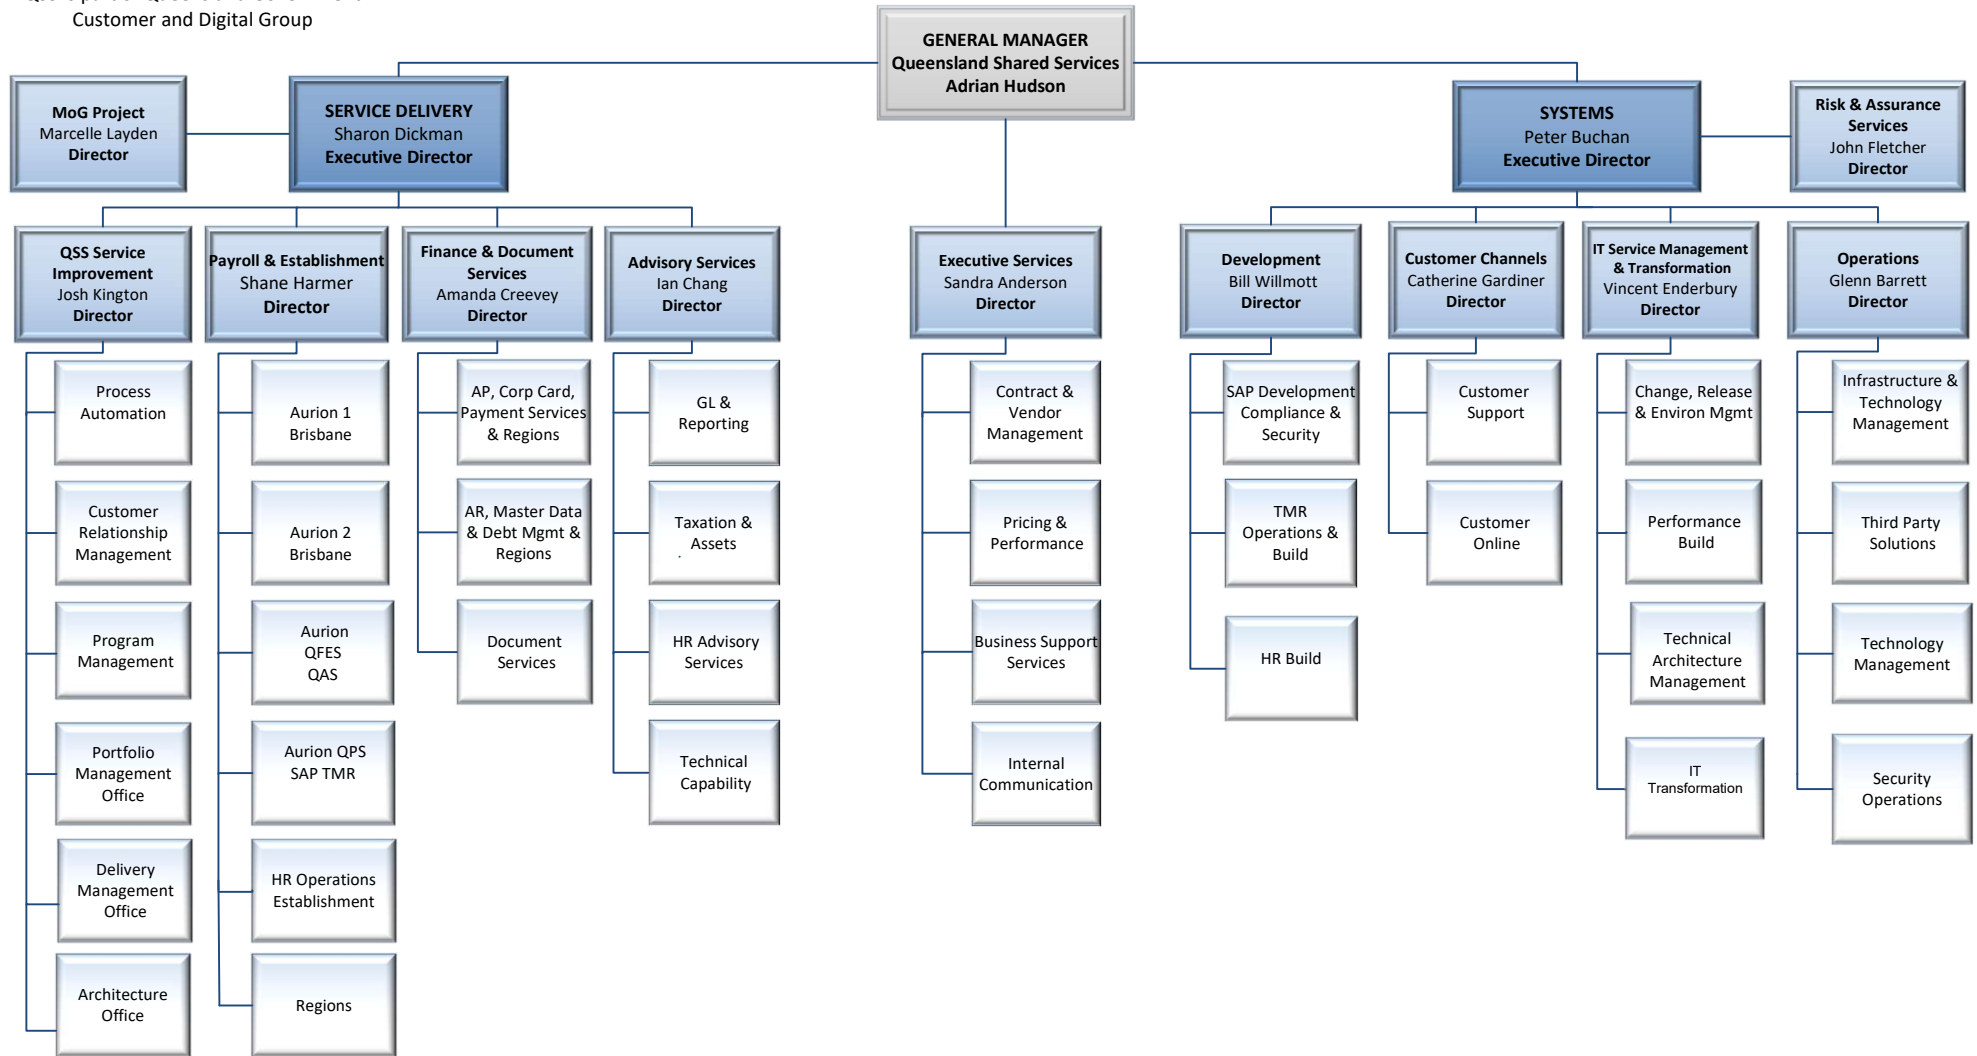 Customer and Digital Group
GENERAL MANAGER
Queensland Shared Services
Adrian Hudson
MoG Project
Marcelle Layden
Director
SERVICE DELIVERY
Sharon Dickman
Executive Director
SYSTEMS
Peter Buchan
Executive Director
Risk & Assurance
Services
John Fletcher
Director
QSS Service
Improvement
Josh Kington
Director
Payroll & Establishment
Shane Harmer
Director
Finance & Document
Services
Amanda Creevey
Director
Advisory Services
Ian Chang
Director
Executive Services
Sandra Anderson
Director
Development
Bill Willmott
Director
Customer Channels
Catherine Gardiner
Director
IT Service Management
& Transformation
Vincent Enderbury
Director
Operations
Glenn Barrett
Director
Process
Automation
Customer
Relationship
Management
Program
Management
Portfolio
Management
Office
Delivery
Management
Office
Architecture
Office
Aurion 1
Brisbane
Aurion 2
Brisbane
Aurion
QFES
QAS
Aurion QPS
SAP TMR
HR Operations
Establishment
Regions
AP, Corp Card,
Payment Services
& Regions
AR, Master Data
& Debt Mgmt &
Regions
Document
Services
GL &
Reporting
Taxation &
Assets
.
HR Advisory
Services
Technical
Capability
Contract &
Vendor
Management
Pricing &
Performance
Business Support
Services
Internal
Communication
SAP Development
Compliance &
Security
TMR
Operations &
Build
HR Build
Customer
Support
Customer
Online
Change, Release
& Environ Mgmt
Performance
Build
Technical
Architecture
Management
IT
Transformation
Infrastructure &
Technology
Management
Third Party
Solutions
Technology
Management
Security
Operations